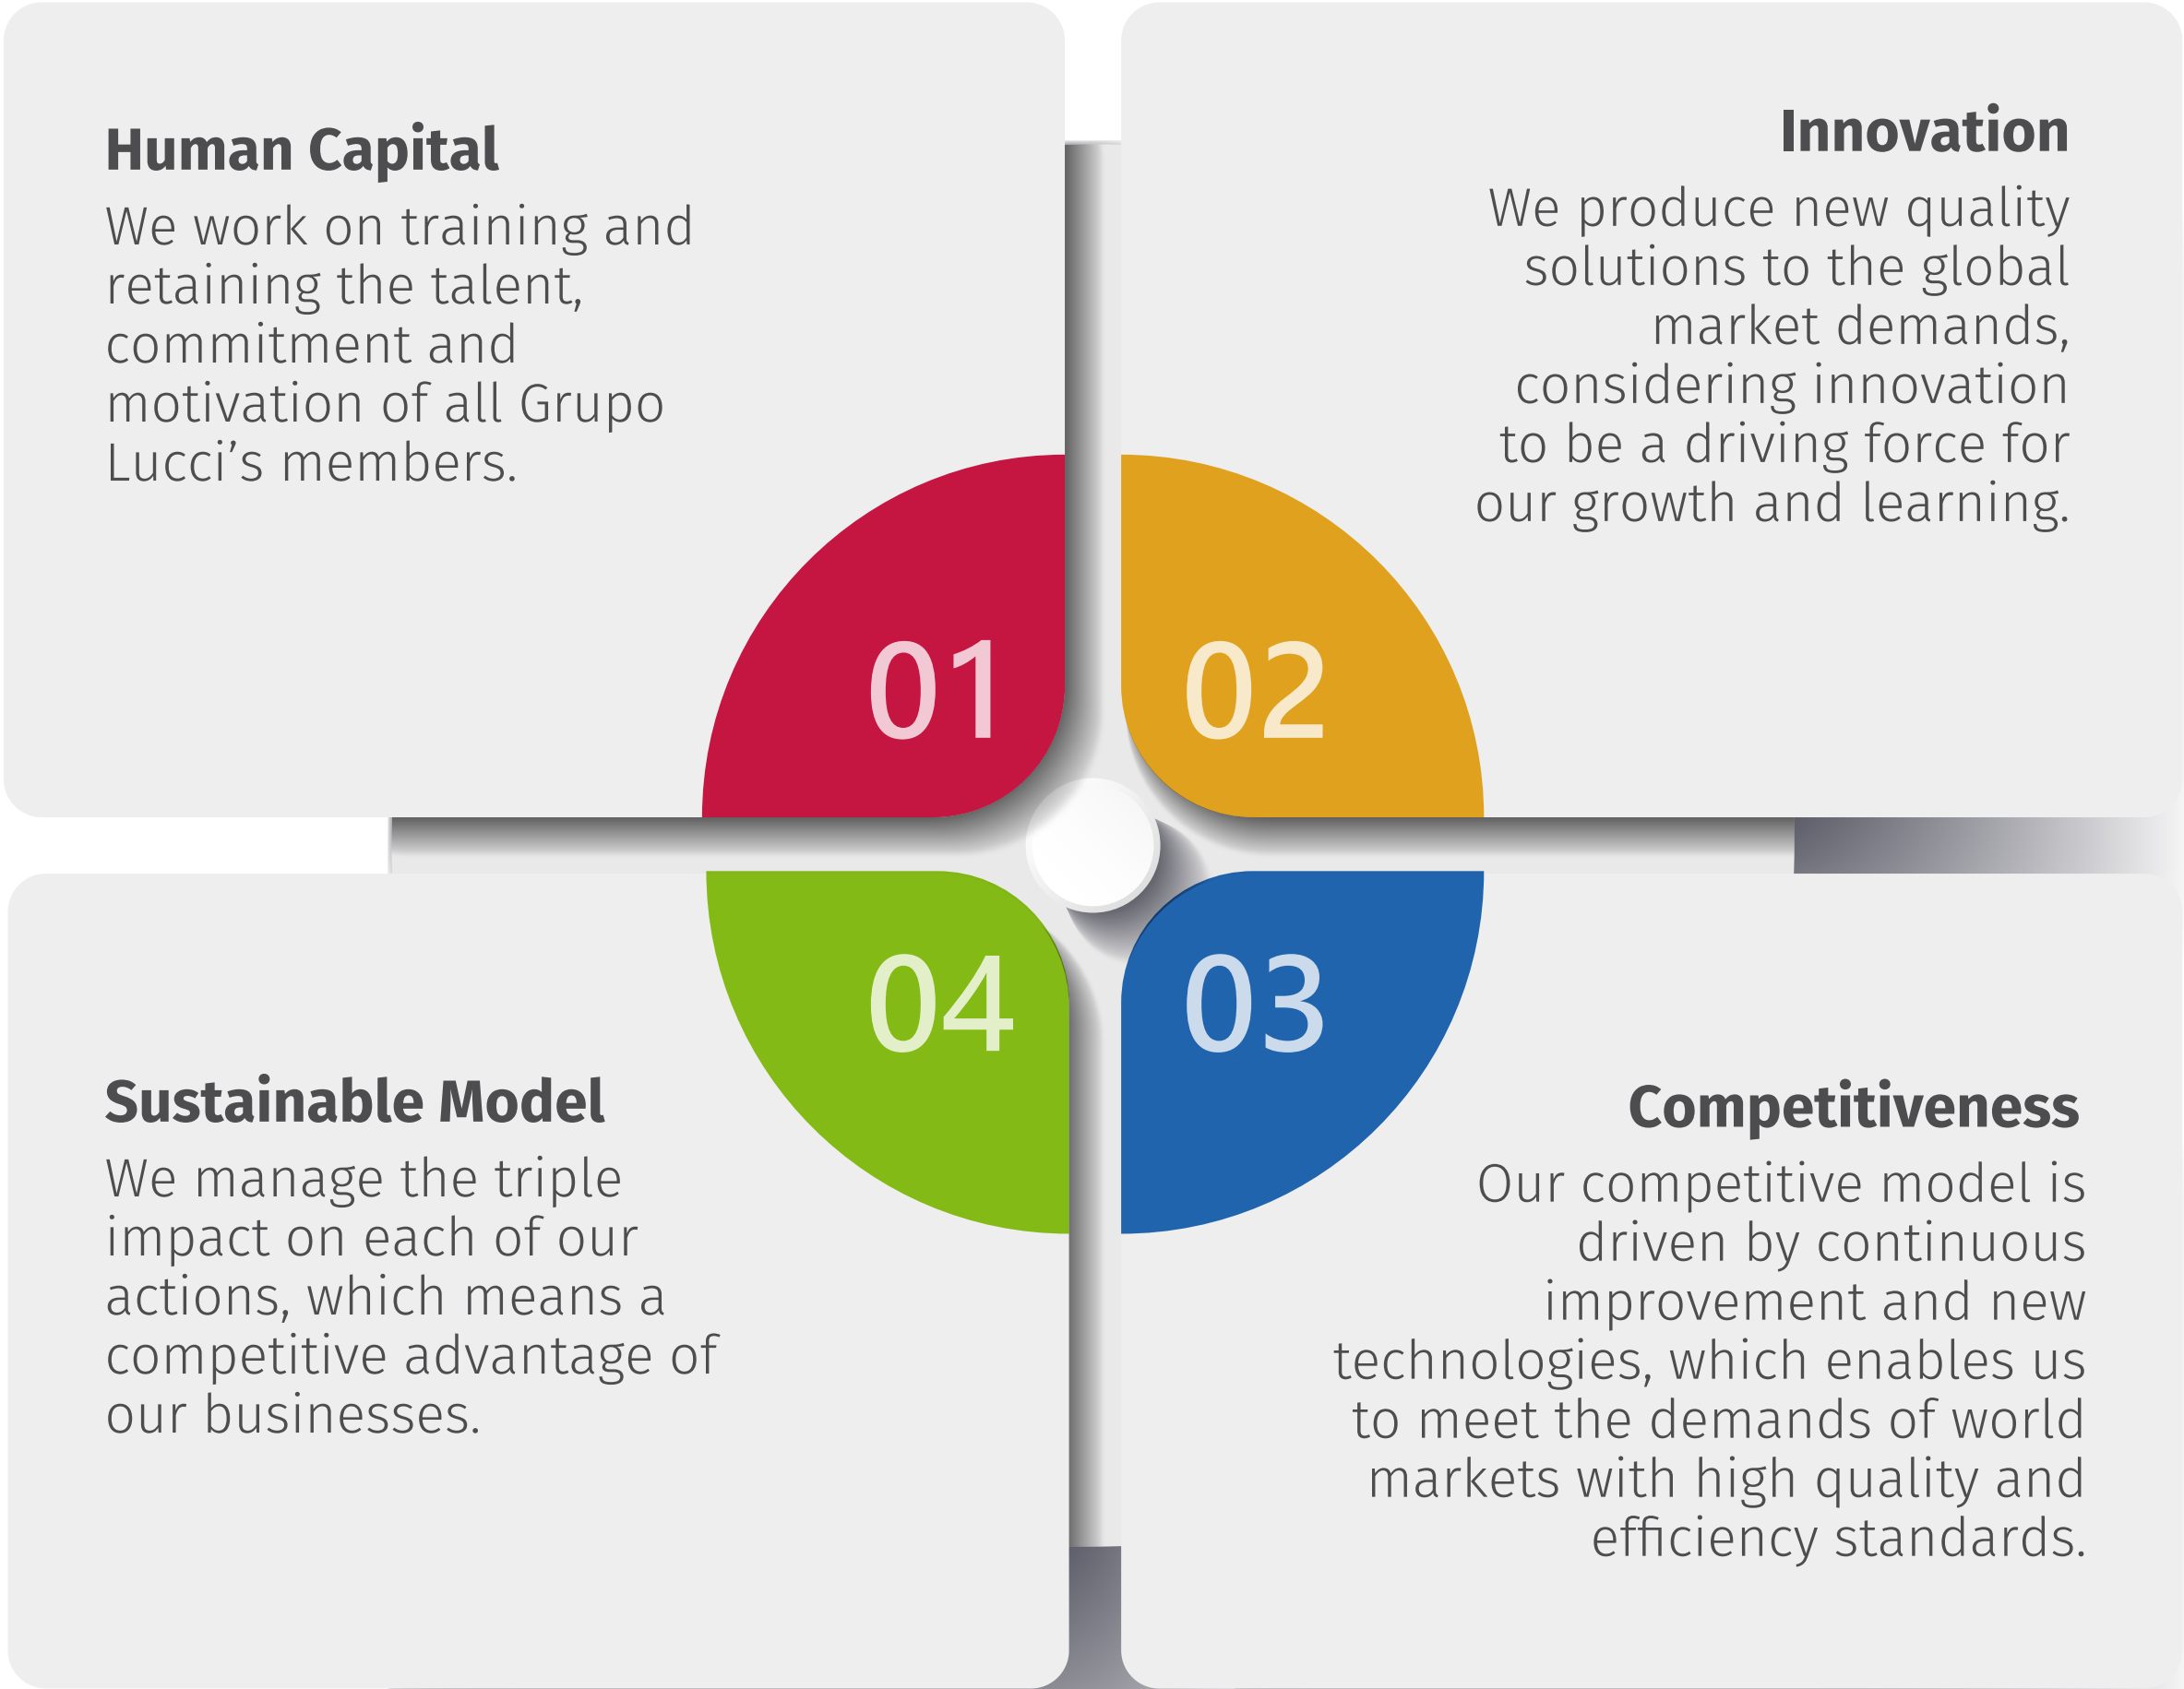 Human Capital
We work on training and
retaining the talent,
commitment and
motivation of all Grupo
Lucci’s members.
01
Innovation
We produce new quality
solutions to the global
market demands,
considering innovation
to be a driving force for
our growth and learning.
02
Competitiveness
Our competitive model is
driven by continuous
improvement and new
technologies, which enables us
to meet the demands of world
markets with high quality and
efficiency standards.
03
Sustainable Model
We manage the triple
impact on each of our
actions, which means a
competitive advantage of
our businesses.
04